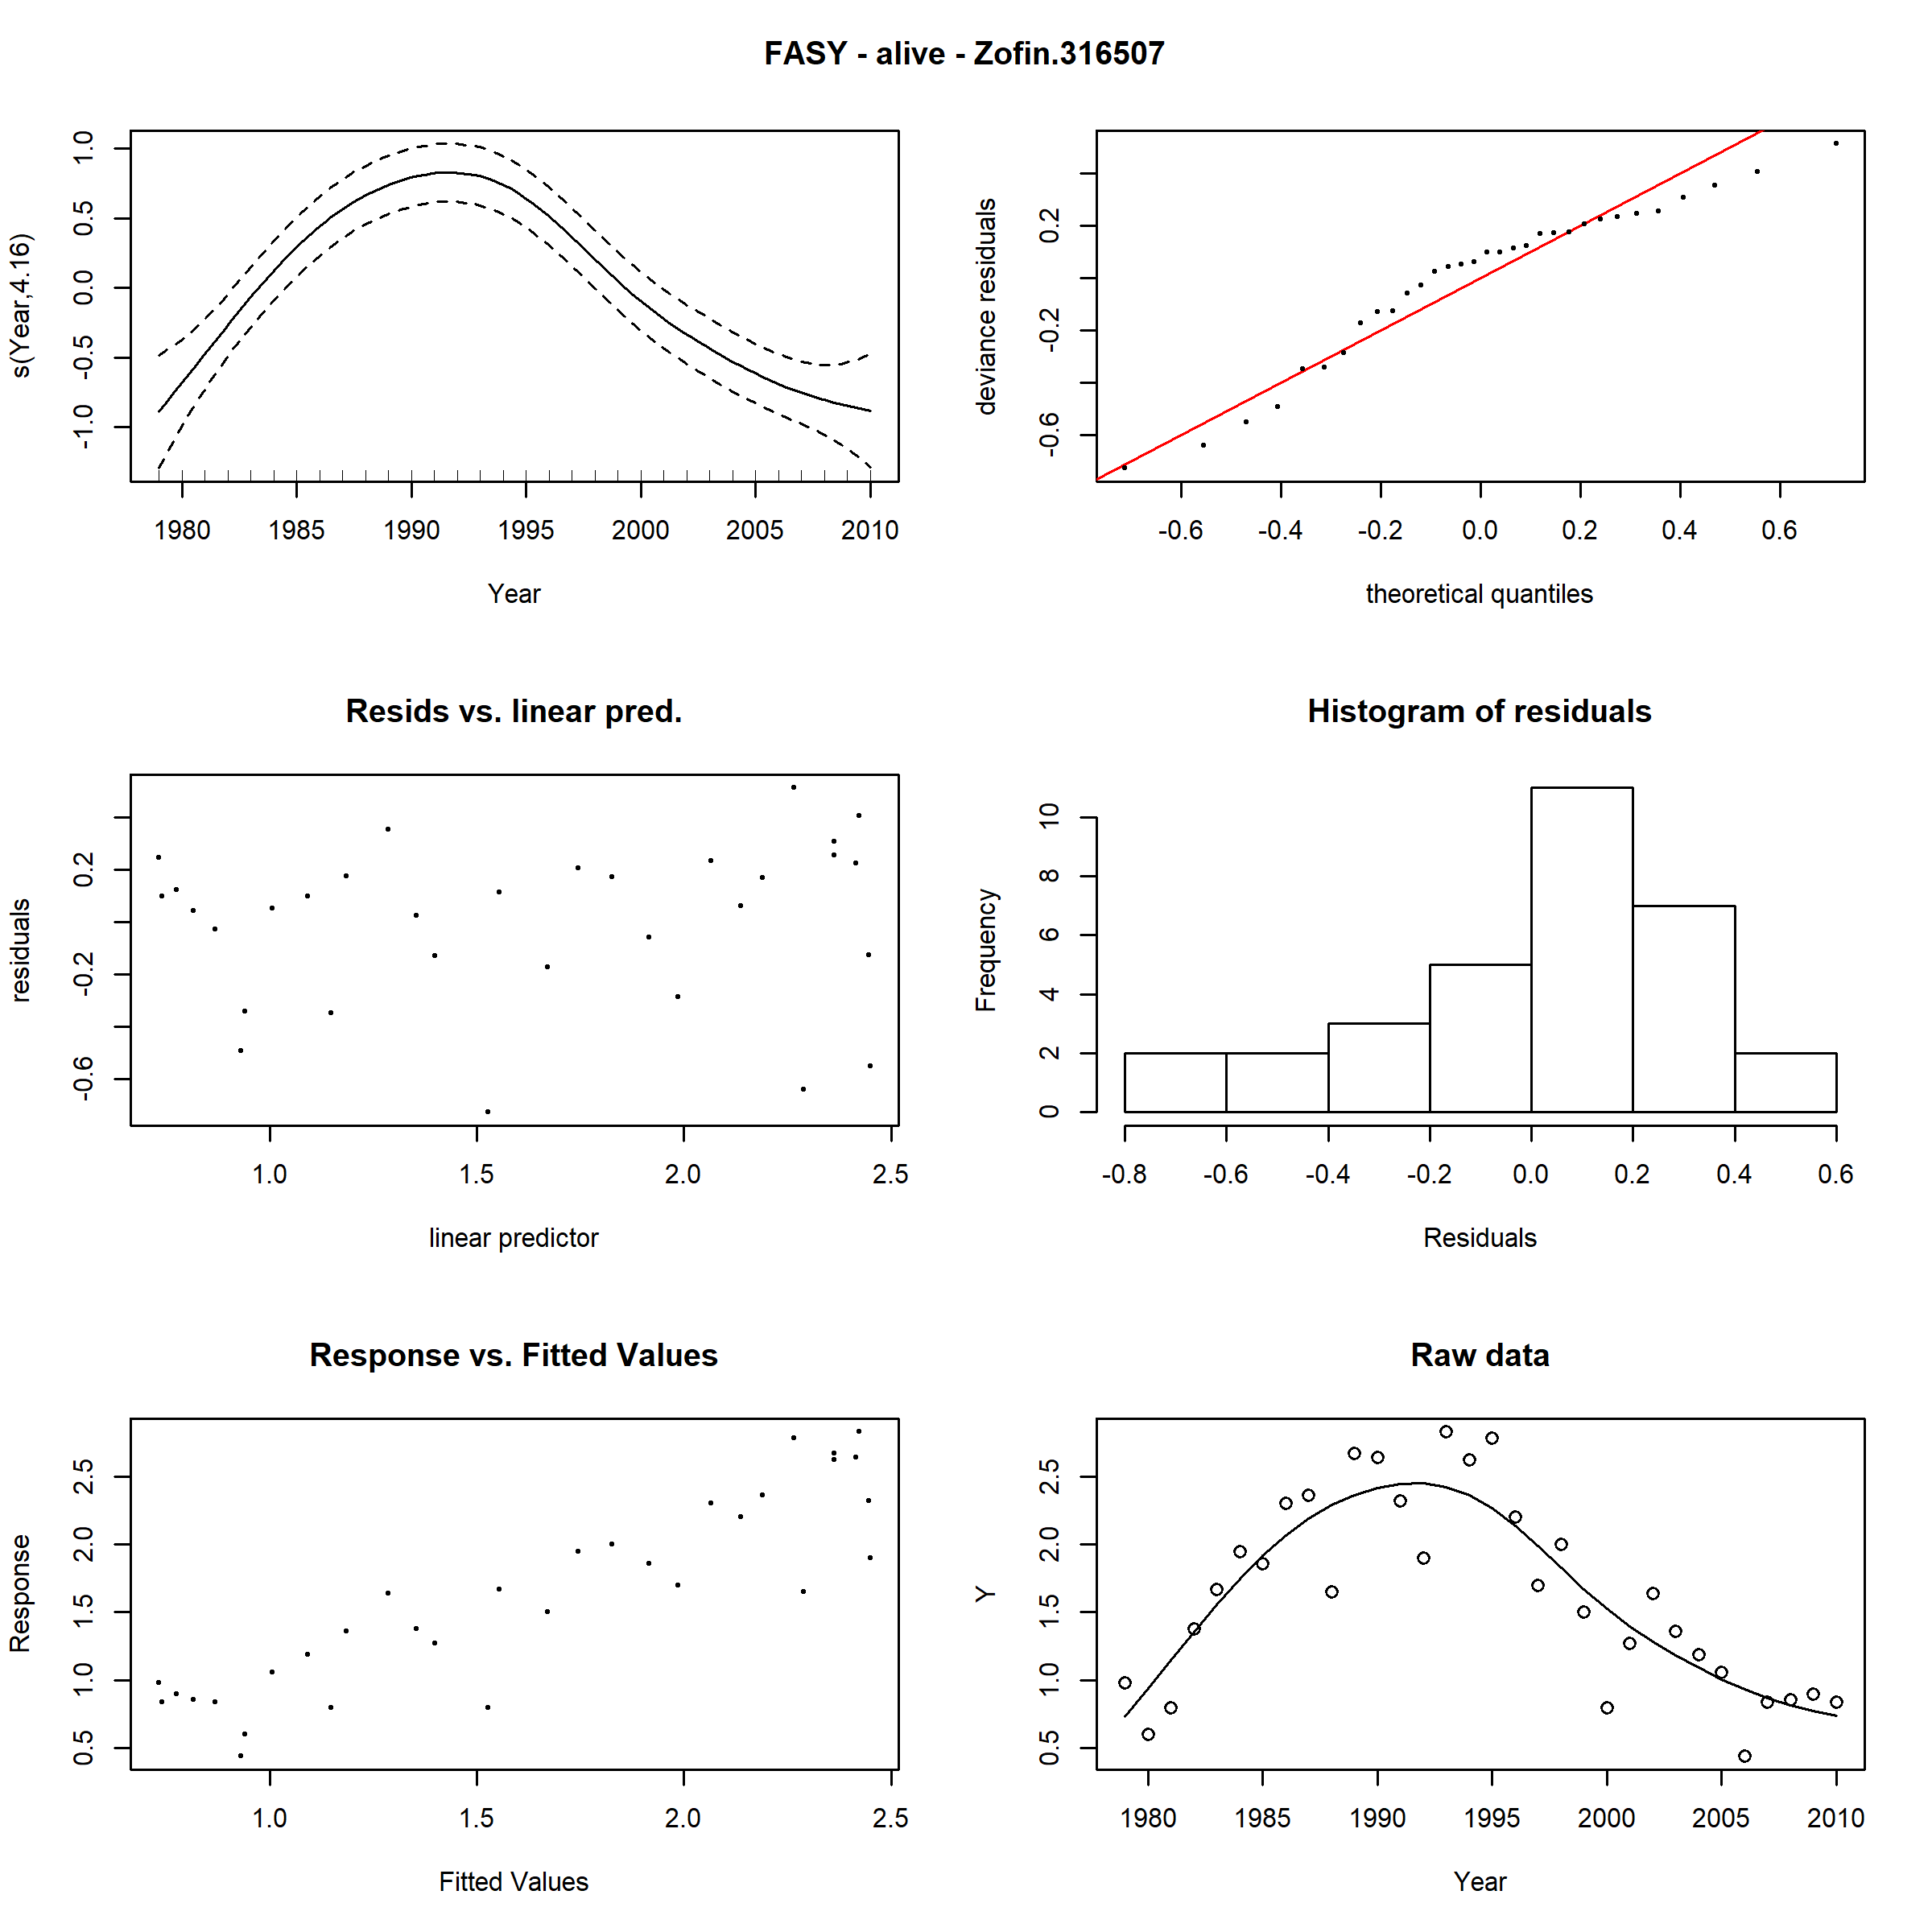 FASY - alive - Zofin.316507
s(Year,4.16)
1.0
0.5
0.0
-0.5
-1.0
1980 1985 1990 1995 2000 2005 2010
Year
deviance residuals
0.2
-0.2
-0.6
-0.6 -0.4 -0.2 0.0 0.2 0.4 0.6
theoretical quantiles
Resids vs. linear pred.
residuals
0.2
-0.2
-0.6
1.0 1.5 2.0 2.5
linear predictor
Histogram of residuals
Frequency
10
8
6
4
2
0
-0.8 -0.6 -0.4 -0.2 0.0 0.2 0.4 0.6
Residuals
Response vs. Fitted Values
Response
2.5
2.0
1.5
1.0
0.5
1.0 1.5 2.0 2.5
Fitted Values
Raw data
Y
2.5
2.0
1.5
1.0
0.5
1980 1985 1990 1995 2000 2005 2010
Year